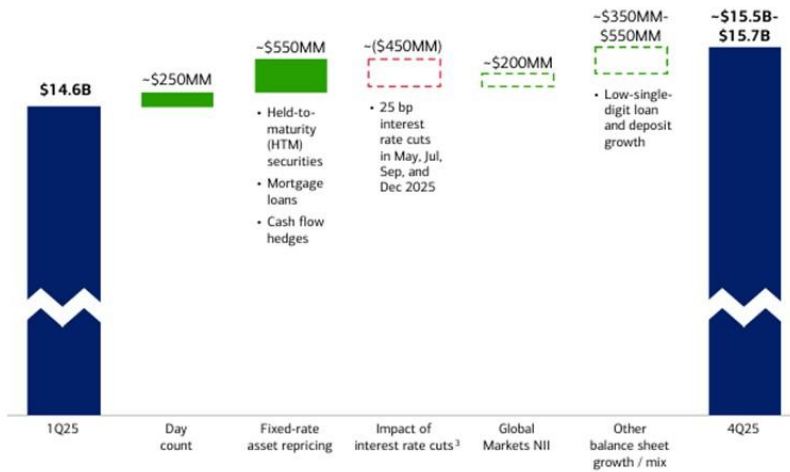 $14.6B
~$250MM
~$550MM
• Held-to-
maturity
(HTM)
securities
• Mortgage
loans
• Cash flow
hedges
~($450MM)
• 25 bp
interest
rate cuts
in May, Jul,
Sep, and
Dec 2025
~$200MM
~$350MM-
$550MM
• Low-single-
digit loan
and deposit
growth
~$15.5B-
$15.7B
1Q25
Day
count
Fixed-rate
asset repricing
Impact of
interest rate cuts³
Global
Markets NII
Other
balance sheet
growth / mix
4Q25